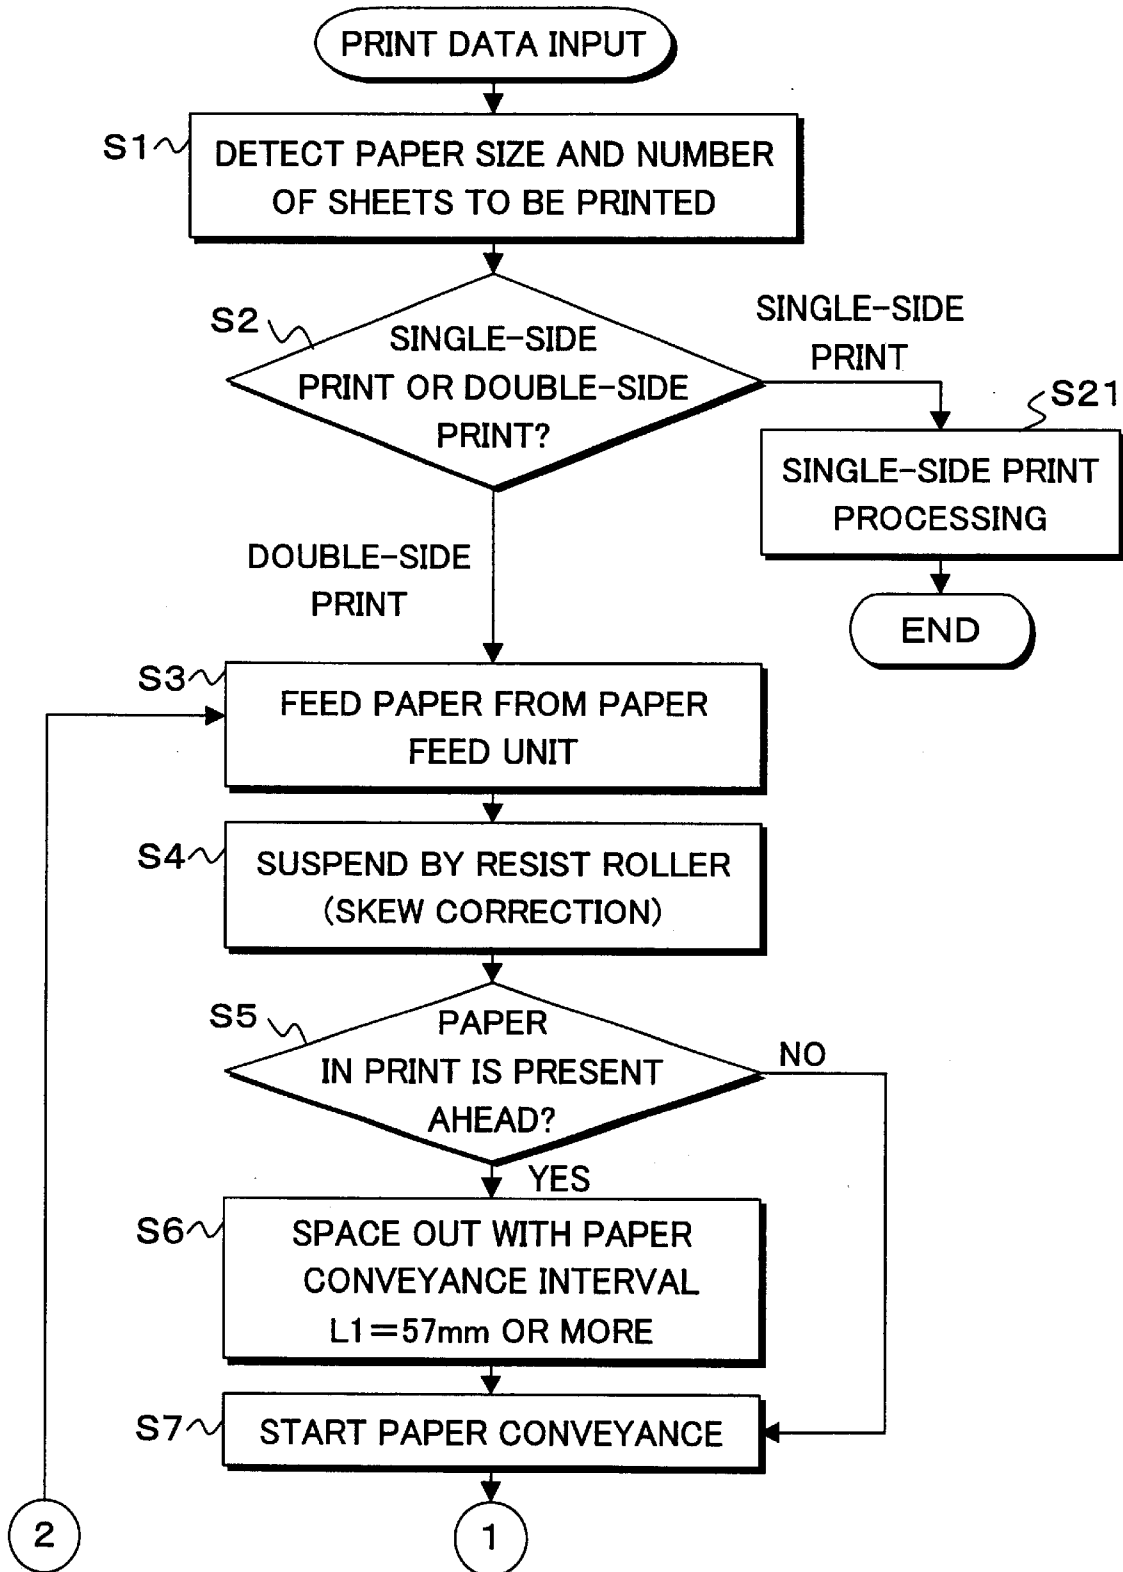 PRINT DATA INPUT
S1
DETECT PAPER SIZE AND NUMBER
OF SHEETS TO BE PRINTED
S2
SINGLE-SIDE
PRINT OR DOUBLE-SIDE
PRINT?
SINGLE-SIDE
PRINT
S21
SINGLE-SIDE PRINT
PROCESSING
END
DOUBLE-SIDE
PRINT
S3
FEED PAPER FROM PAPER
FEED UNIT
S4
SUSPEND BY RESIST ROLLER
(SKEW CORRECTION)
S5
PAPER
IN PRINT IS PRESENT
AHEAD?
NO
YES
S6
SPACE OUT WITH PAPER
CONVEYANCE INTERVAL
L1=57mm OR MORE
S7
START PAPER CONVEYANCE
2
1